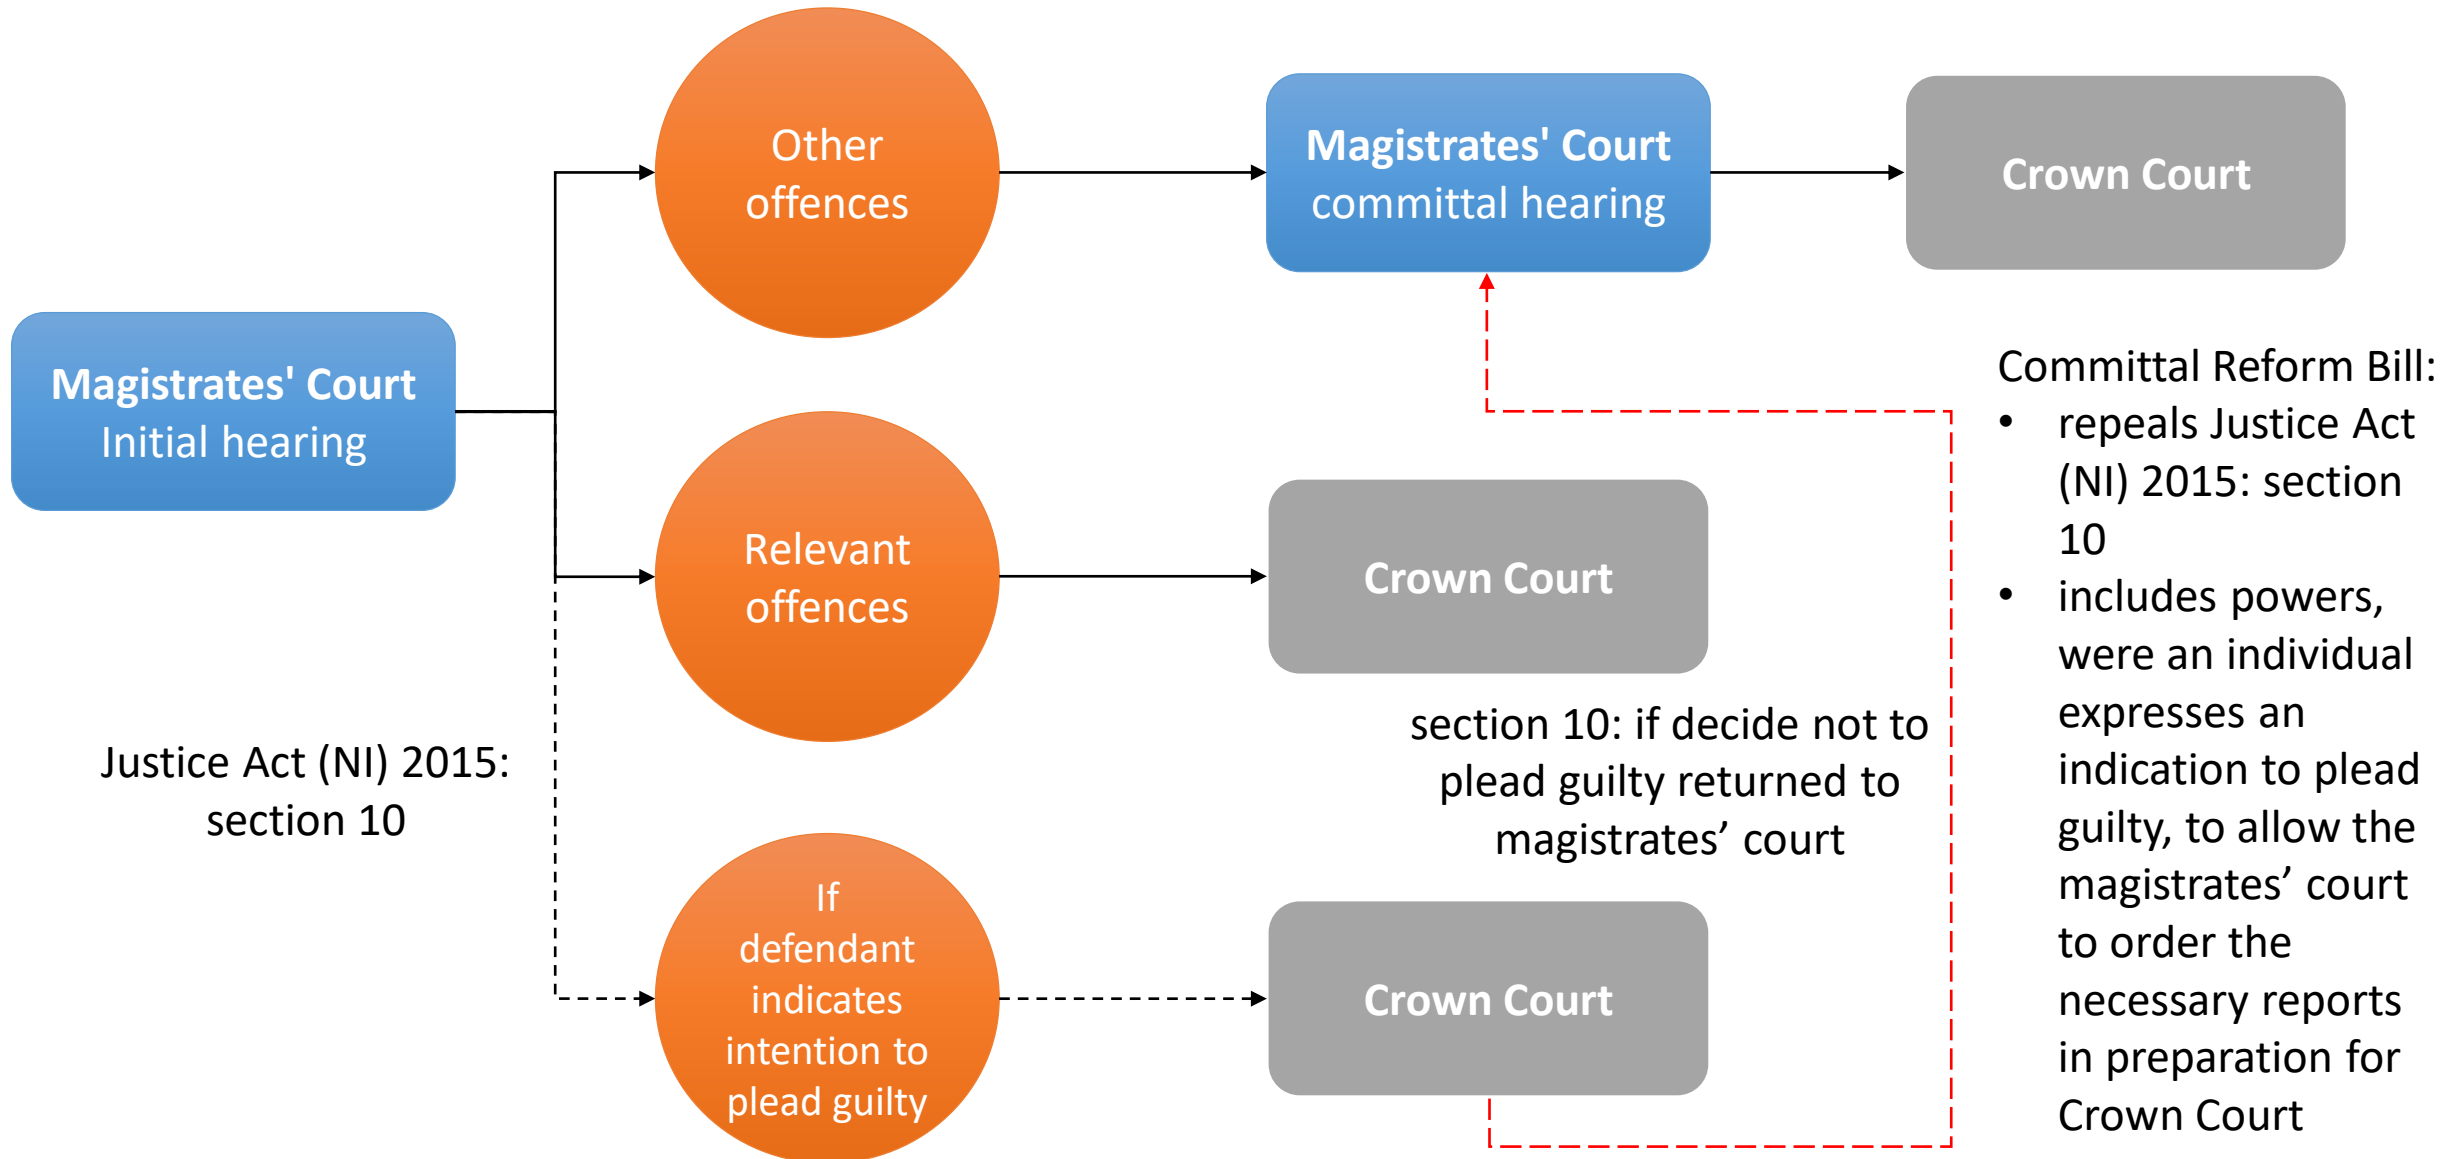 Other
offences
Magistrates' Court
committal hearing
Crown Court
Magistrates' Court
Initial hearing
Relevant
offences
Crown Court
Justice Act (NI) 2015:
section 10
section 10: if decide not to
plead guilty returned to
magistrates’ court
If
defendant
indicates
intention to
plead guilty
Crown Court
Committal Reform Bill:
• repeals Justice Act
(NI) 2015: section
10
• includes powers,
were an individual
expresses an
indication to plead
guilty, to allow the
magistrates’ court
to order the
necessary reports
in preparation for
Crown Court